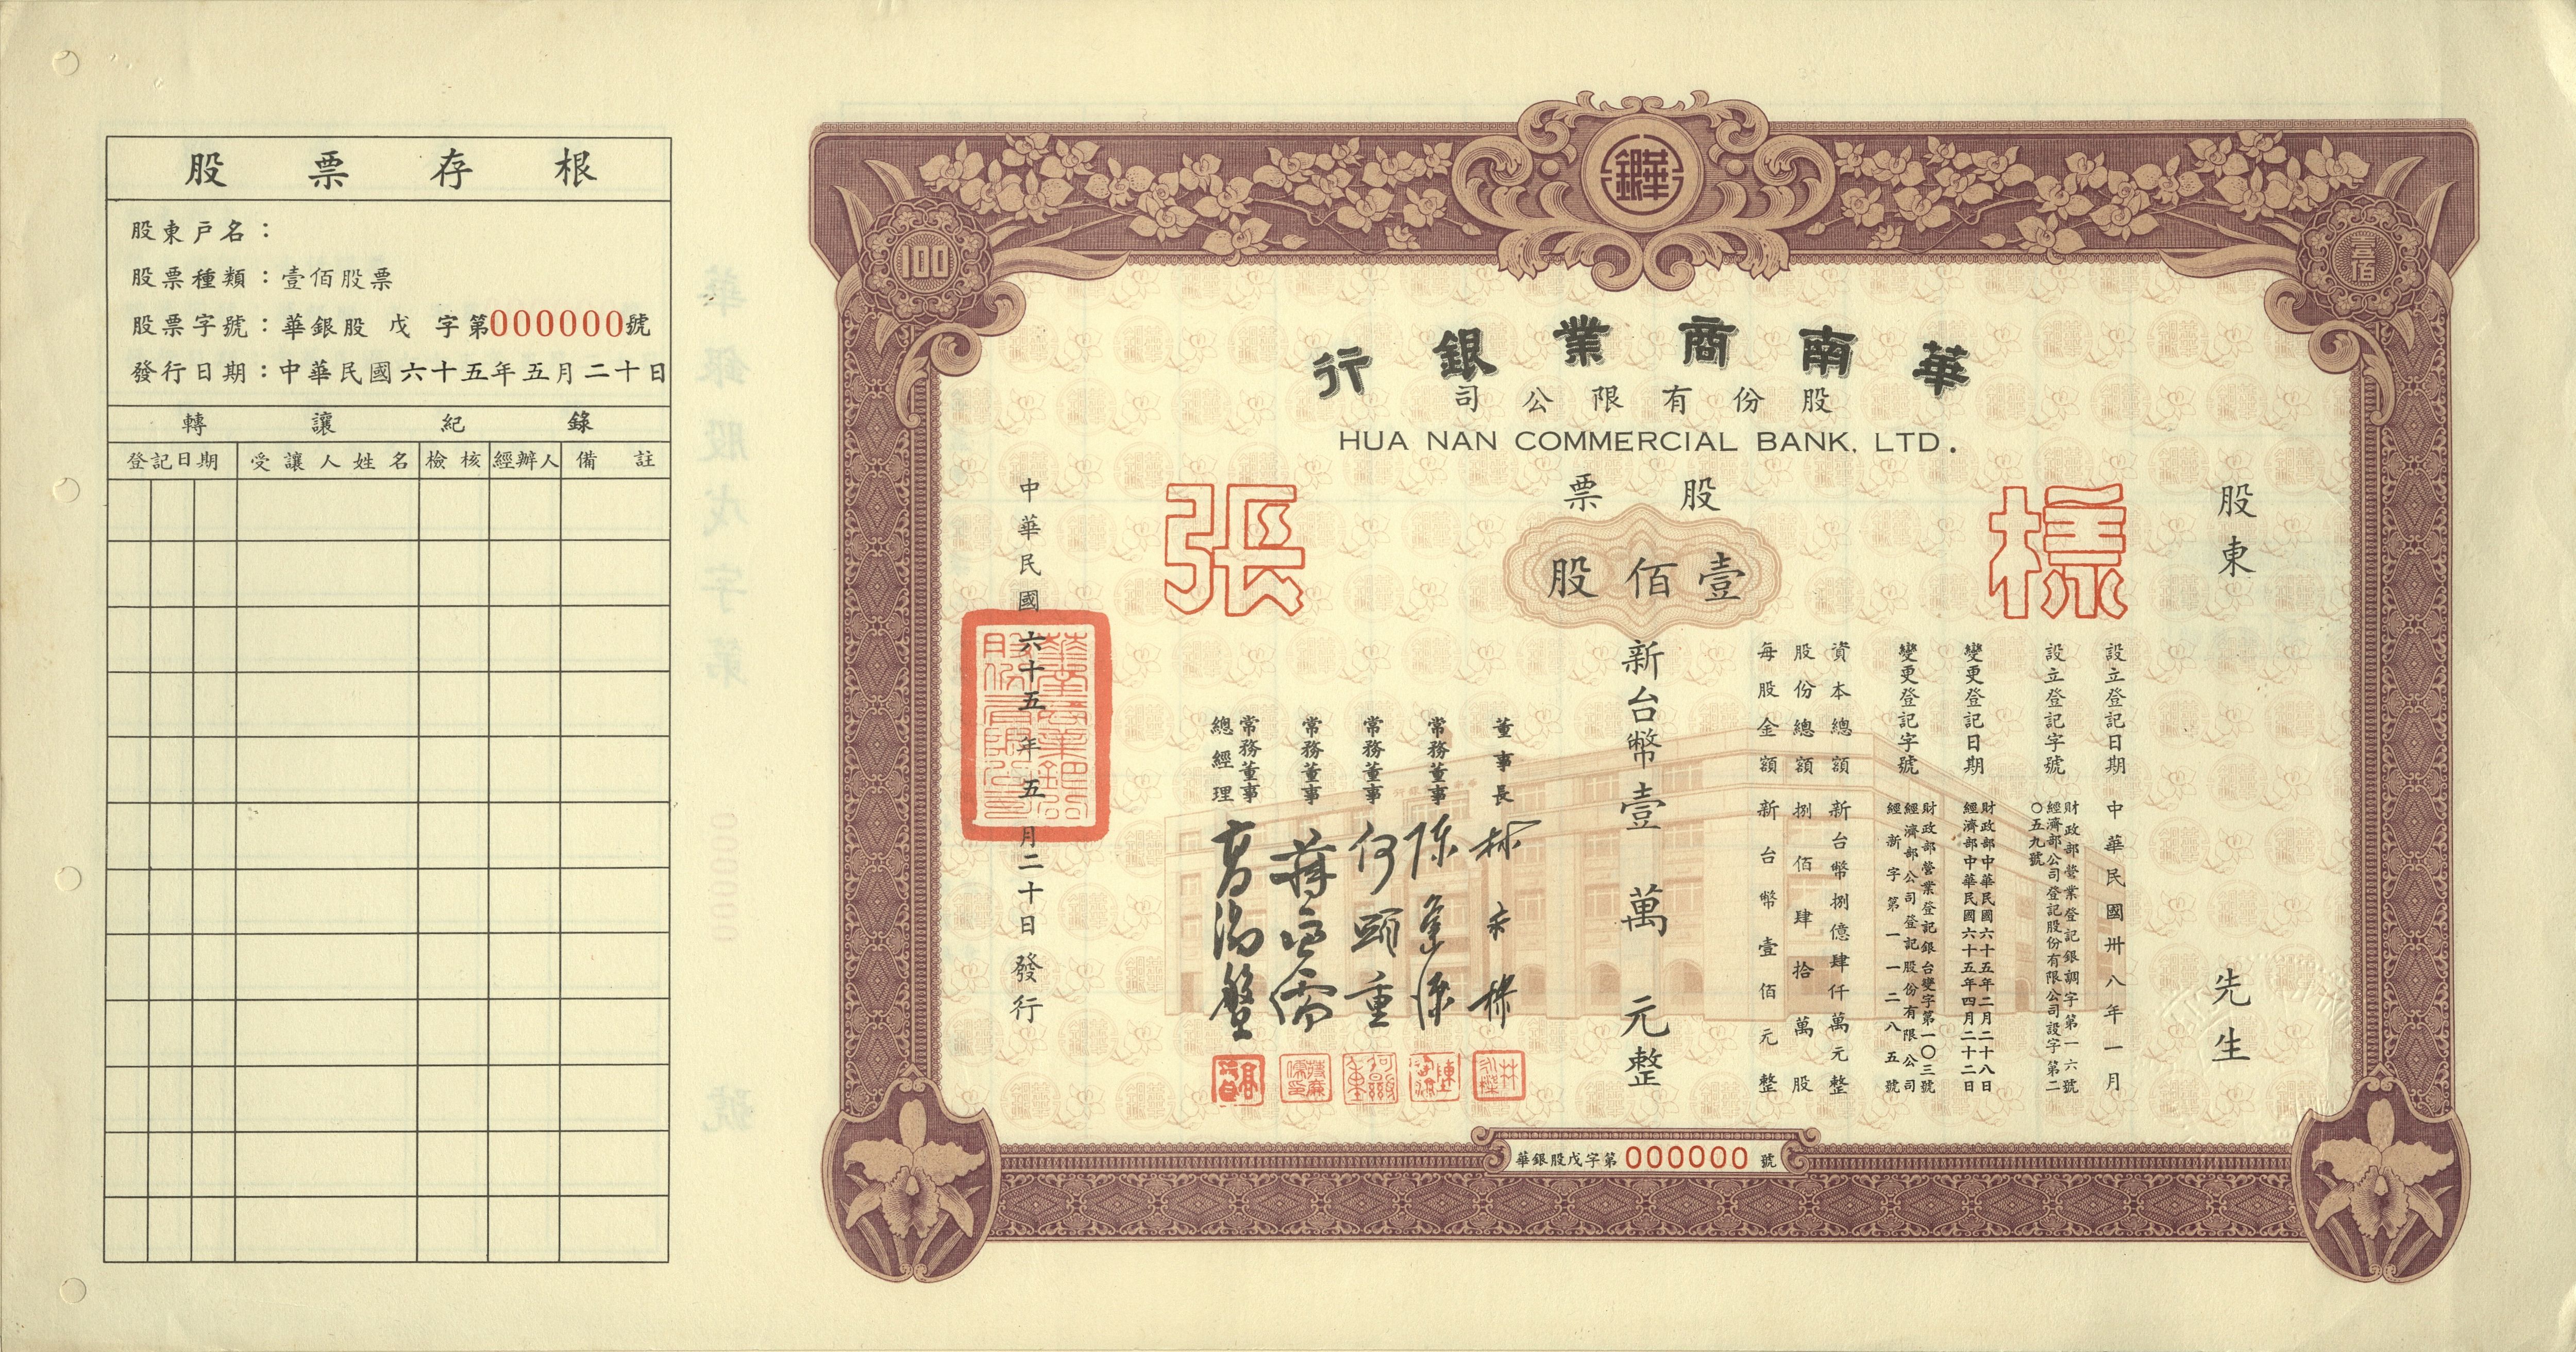 股票存根
股東戶名：
股票種類：壹佰股票
股票字號：華銀股 戊 字第000000號
發行日期：中華民國六十五年五月二十日
轉讓紀錄
登記日期 受讓人姓名 檢核 經辦人 備註
100
壹佰
華南商業銀行
股份有限公司
HUA NAN COMMERCIAL BANK, LTD.
股票
樣張
壹佰股
股東
先生
設立登記日期 中華民國卅八年一月
設立登記字號 財政部營業登記銀調字第一六號
經濟部公司登記股份有限公司設字第二〇五九號
變更登記日期 財政部中華民國六十五年二月二十八日
經濟部中華民國六十五年四月二十二日
變更登記字號 財政部營業登記銀台變字第一〇三號
經濟部公司登記股份有限公司
經新字第一一二八五號
資本總額 新台幣捌億肆仟萬元整
股份總額 捌佰肆拾萬股
每股金額 新台幣壹佰元整
新台幣壹萬元整
董事長
常務董事
常務董事 何顯重
常務董事
常務董事
總經理
中華民國六十五年五月二十日發行
華銀股戊字第000000號